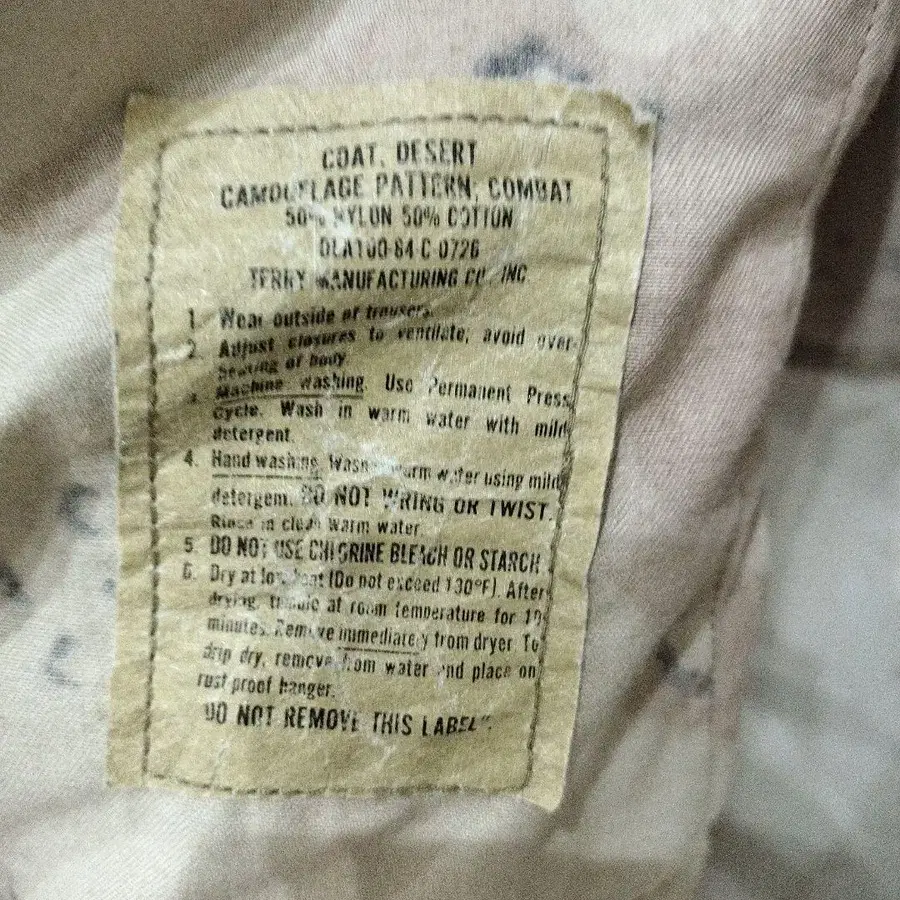 COAT, DESERT
CAMOUFLAGE PATTERN, COMBAT
50% NYLON 50% COTTON
DLA100-84-C-0726
TERRY MANUFACTURING CO. INC
1. Wear outside of trousers.
2. Adjust closures to ventilate, avoid over-
heating of body
3. Machine washing. Use Permanent Press
Cycle. Wash in warm water with mild
detergent.
4. Hand washing. Wash warm water using mild
detergent. DO NOT WRING OR TWIST.
Rinse in clean warm water.
5. DO NOT USE CHLORINE BLEACH OR STARCH
6. Dry at low heat (Do not exceed 130°F). After
drying, tumble at room temperature for 10
minutes. Remove immediately from dryer. To
drip dry, remove from water and place on
rust proof hanger.
"DO NOT REMOVE THIS LABEL".